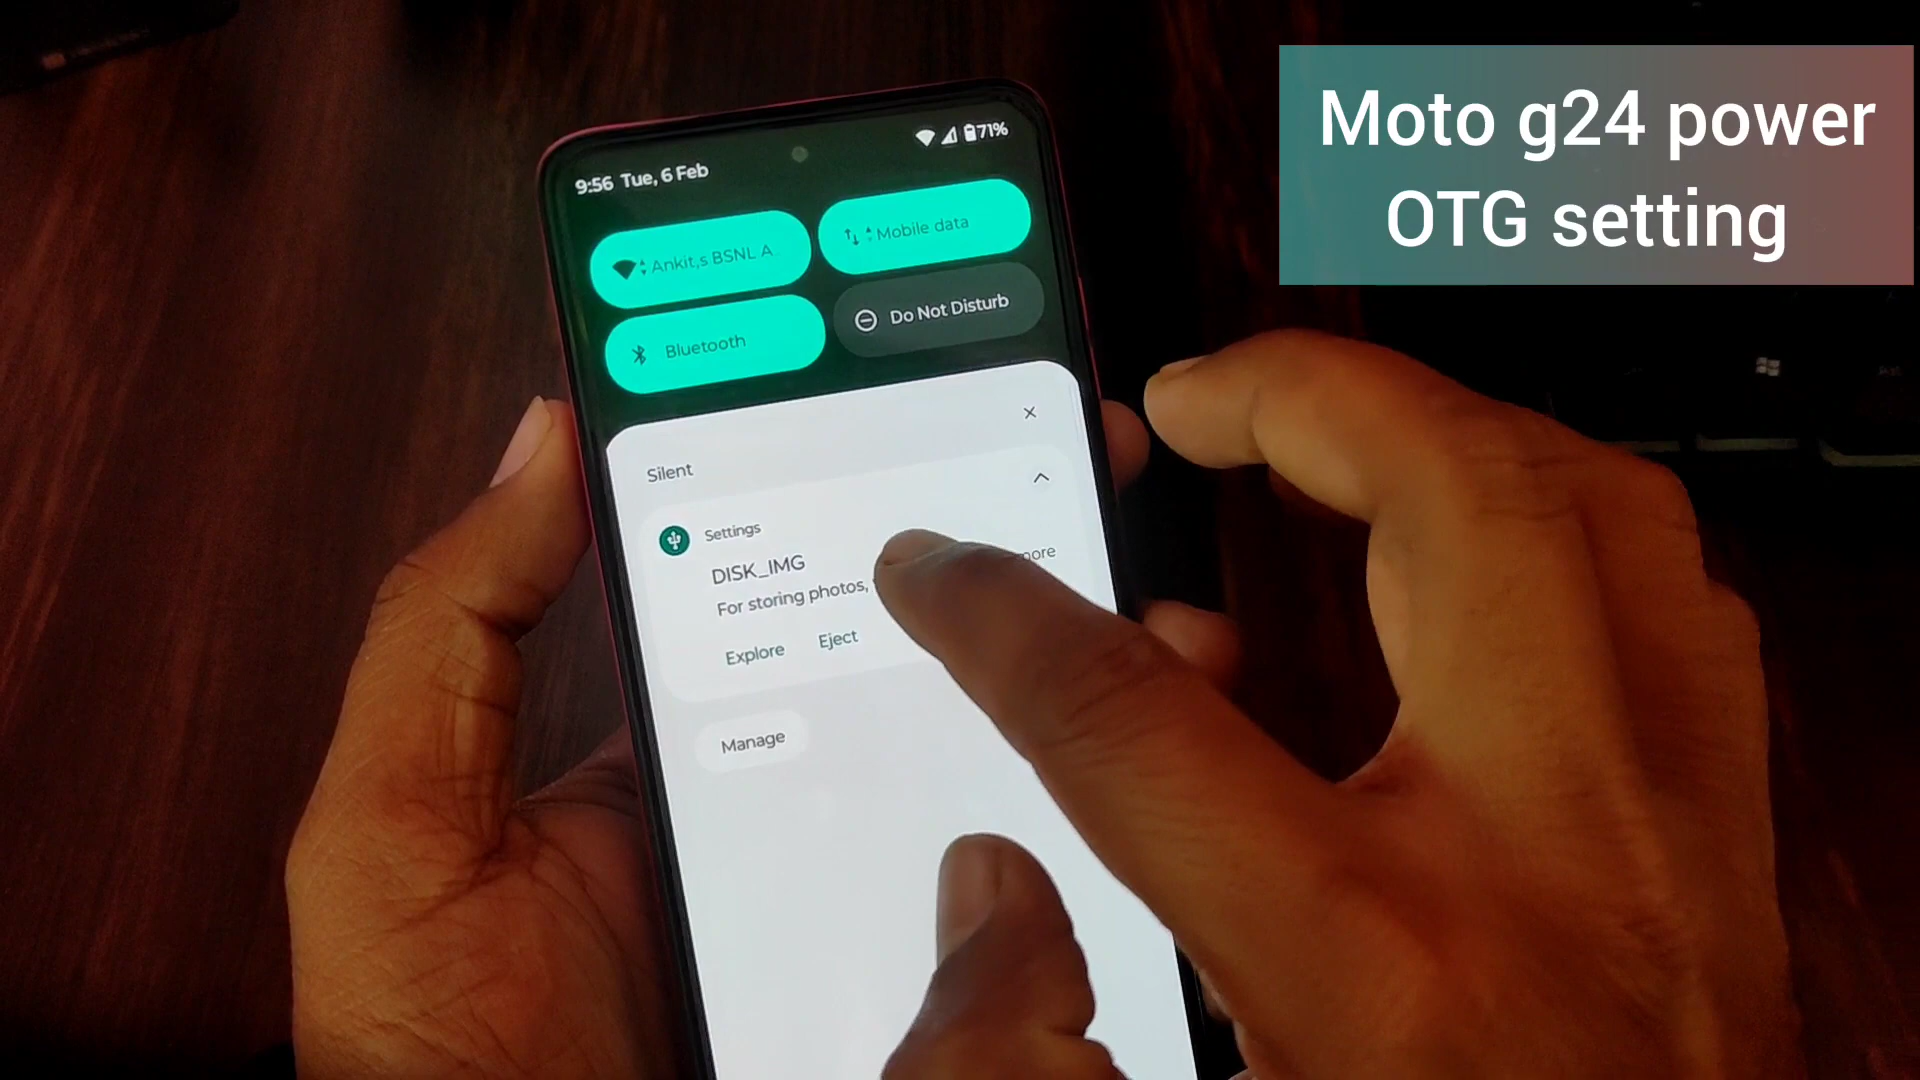 Moto g24 power
OTG setting
9:56 Tue, 6 Feb
71%
Ankit,s BSNL A
Mobile data
Bluetooth
Do Not Disturb
Silent
Settings
DISK_IMG
For storing photos,
Explore Eject
Manage